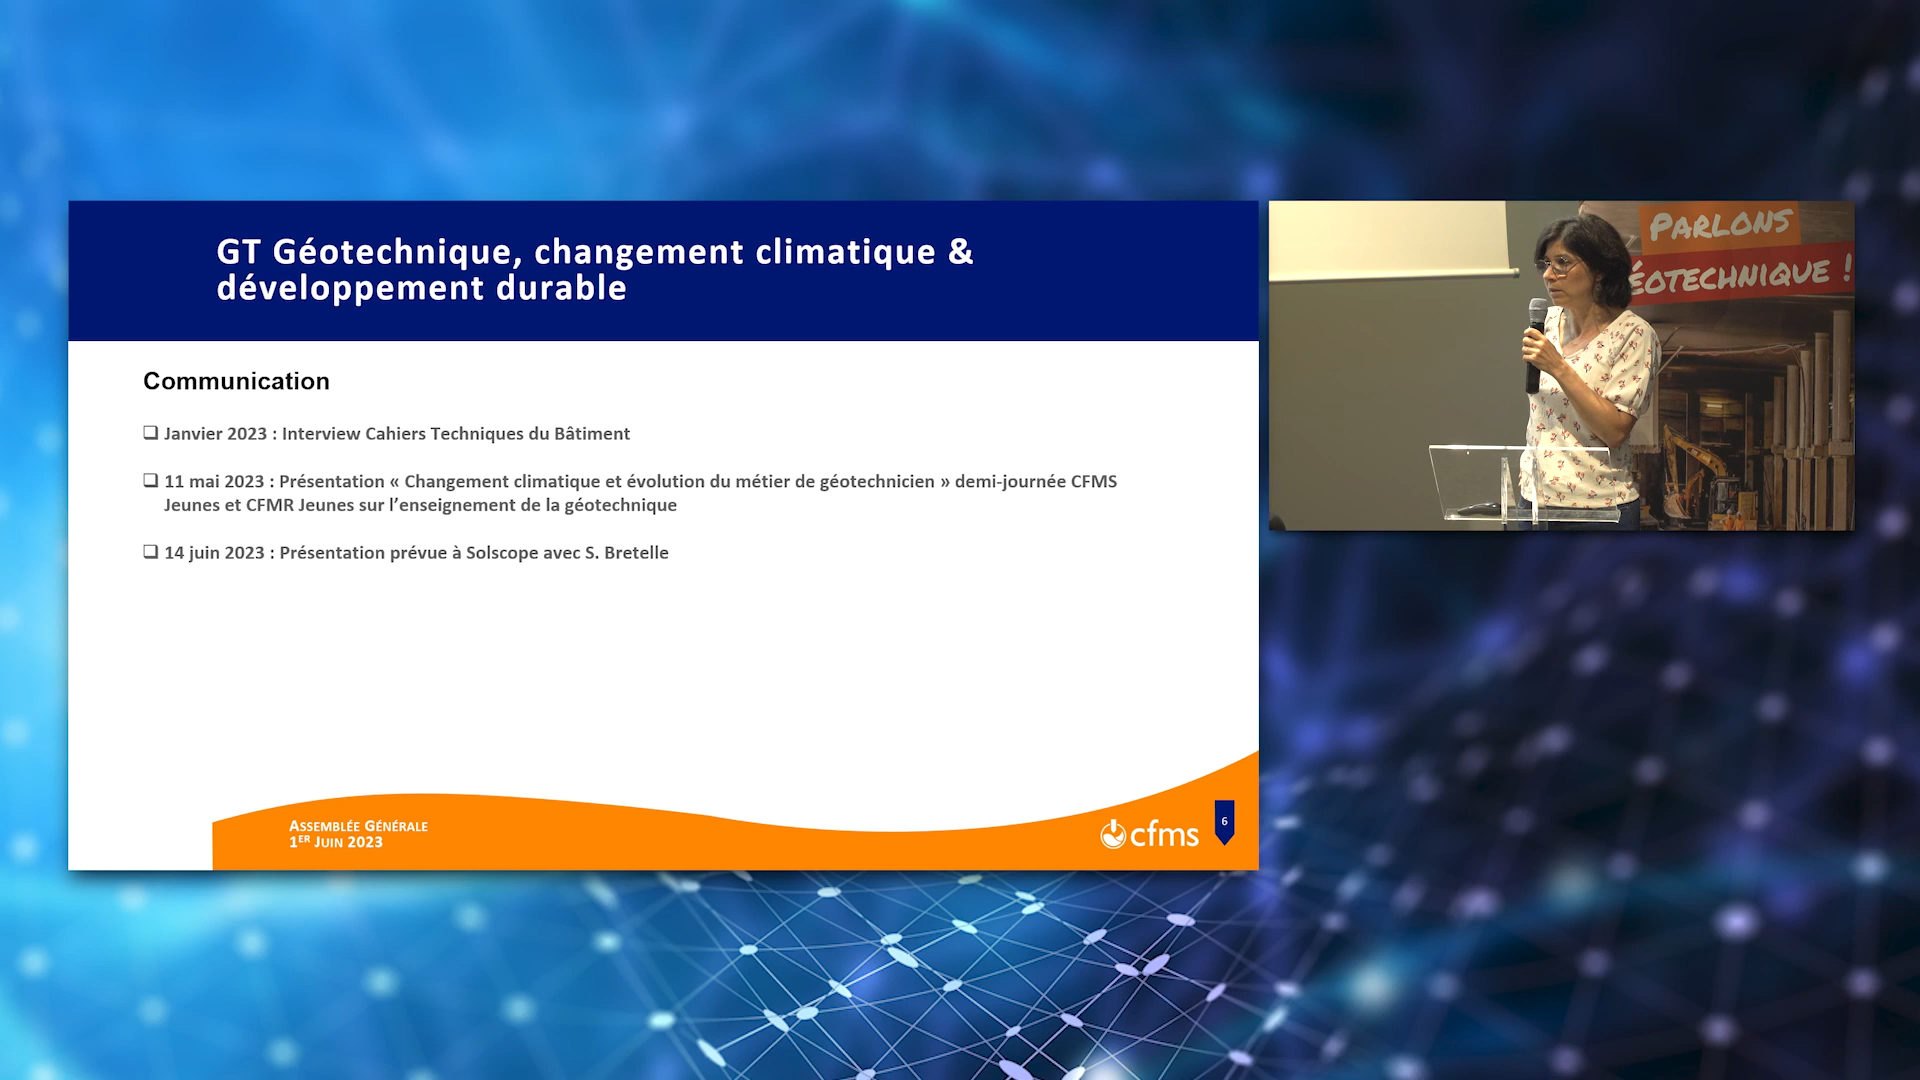 GT Géotechnique, changement climatique &
développement durable
Communication
❑ Janvier 2023 : Interview Cahiers Techniques du Bâtiment
❑ 11 mai 2023 : Présentation « Changement climatique et évolution du métier de géotechnicien » demi-journée CFMS
Jeunes et CFMR Jeunes sur l’enseignement de la géotechnique
❑ 14 juin 2023 : Présentation prévue à Solscope avec S. Bretelle
Assemblée Générale
1ER Juin 2023
cfms
6
PARLONS
ÉOTECHNIQUE !